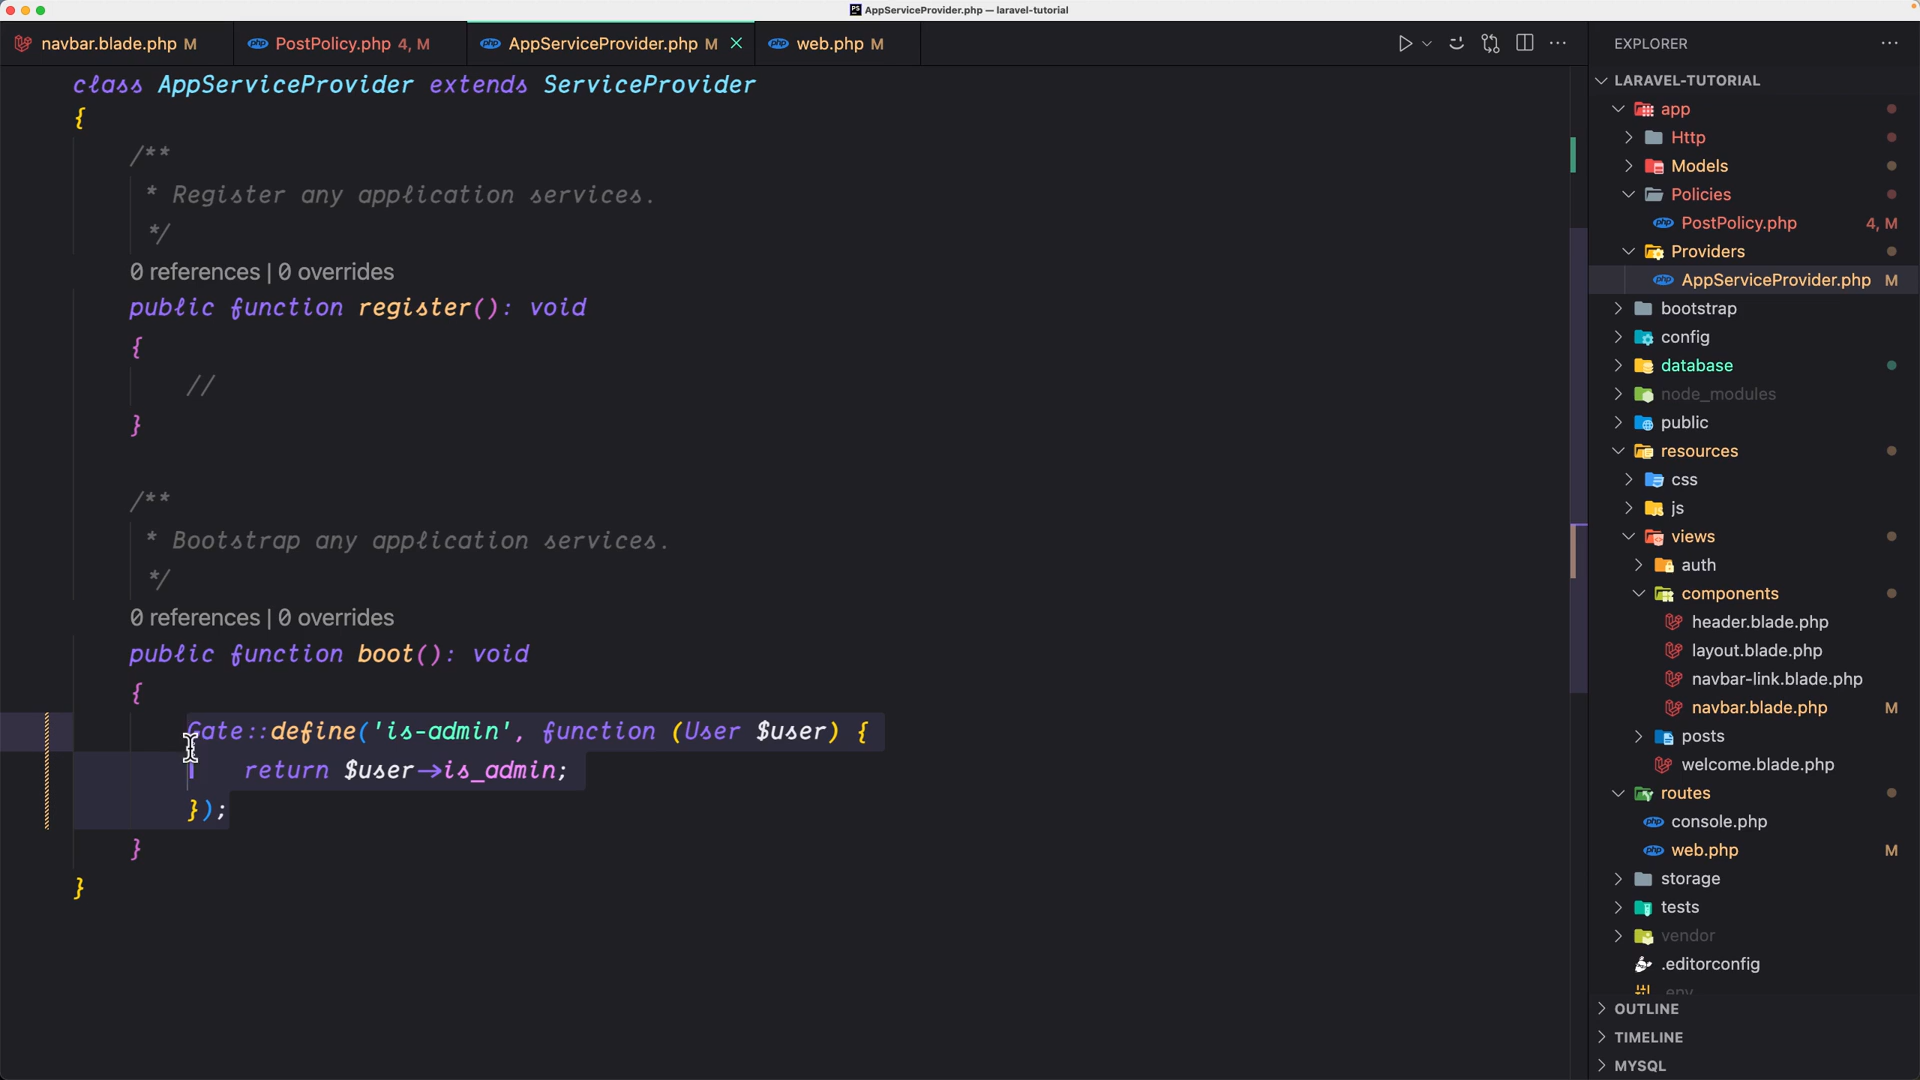 AppServiceProvider.php — laravel-tutorial
navbar.blade.php M
PostPolicy.php 4, M
AppServiceProvider.php M
web.php M
class AppServiceProvider extends ServiceProvider
{
/**
* Register any application services.
*/
0 references | 0 overrides
public function register(): void
{
//
}
/**
* Bootstrap any application services.
*/
0 references | 0 overrides
public function boot(): void
{
Gate::define('is-admin', function (User $user) {
return $user->is_admin;
});
}
}
EXPLORER
LARAVEL-TUTORIAL
app
Http
Models
Policies
PostPolicy.php 4, M
Providers
AppServiceProvider.php M
bootstrap
config
database
node_modules
public
resources
css
js
views
auth
components
header.blade.php
layout.blade.php
navbar-link.blade.php
navbar.blade.php M
posts
welcome.blade.php
routes
console.php
web.php M
storage
tests
vendor
.editorconfig
.env
OUTLINE
TIMELINE
MYSQL